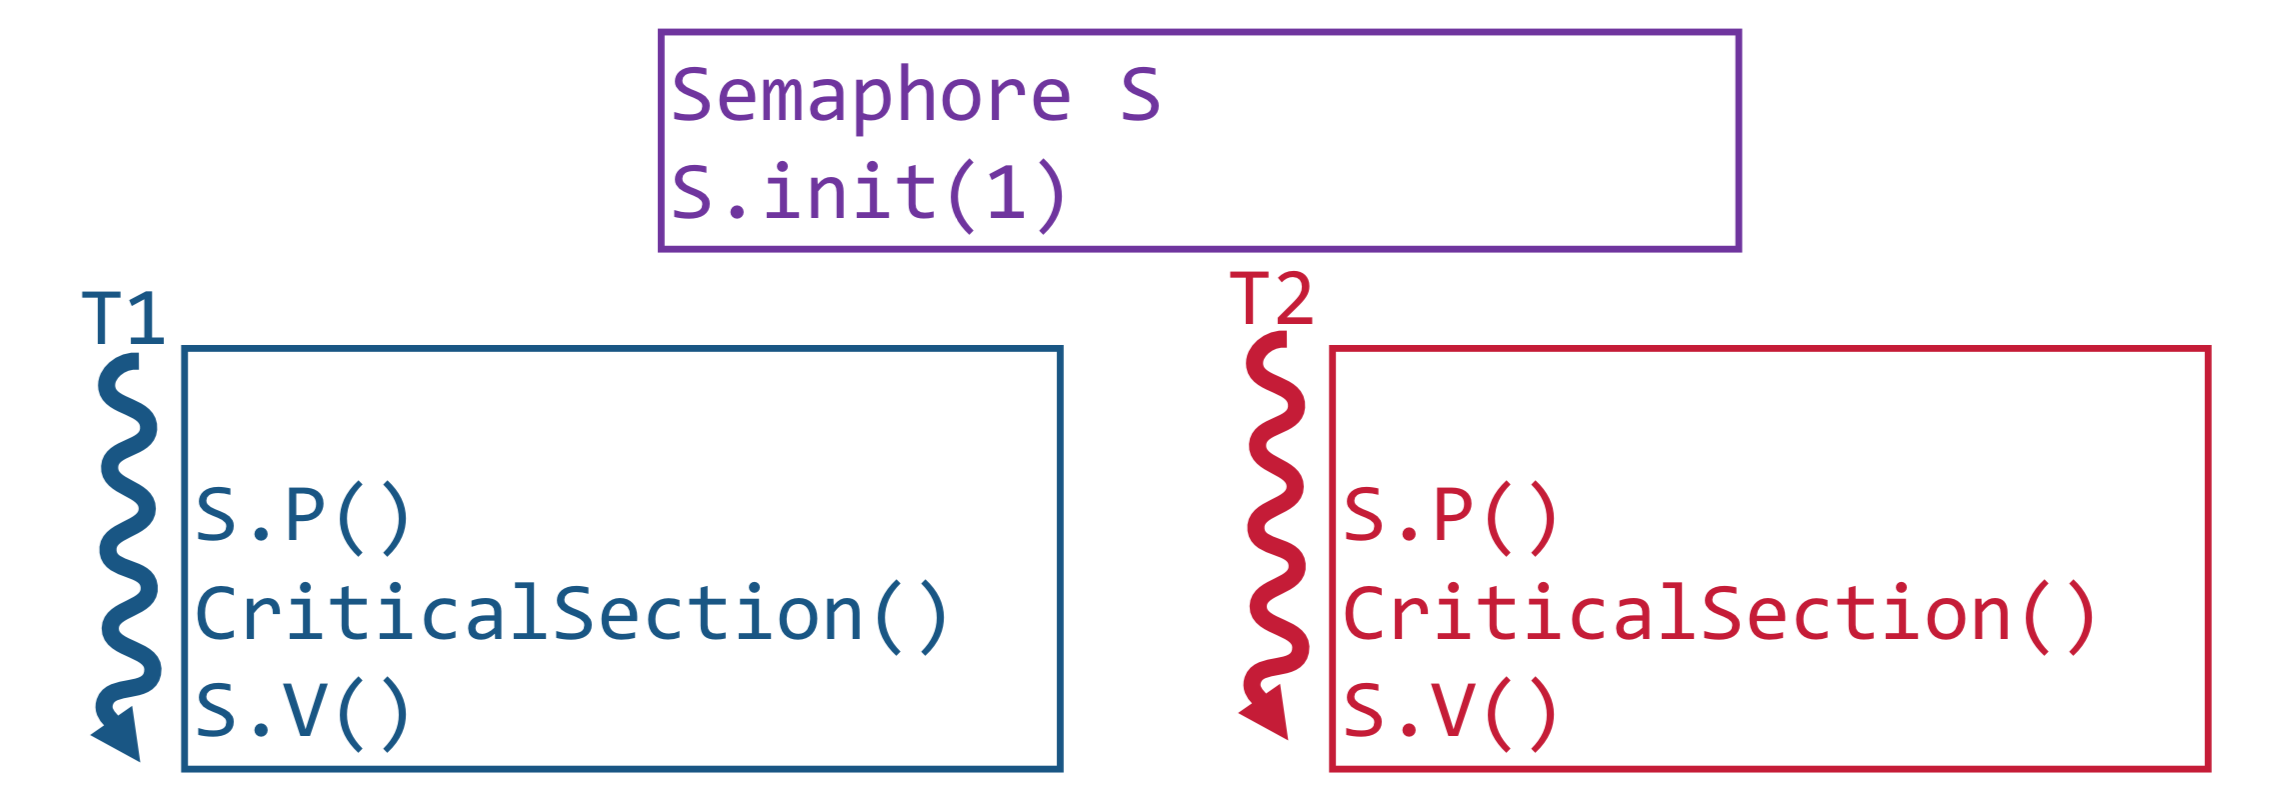 Semaphore S
S.init(1)
T1
S.P()
CriticalSection()
S.V()
T2
S.P()
CriticalSection()
S.V()